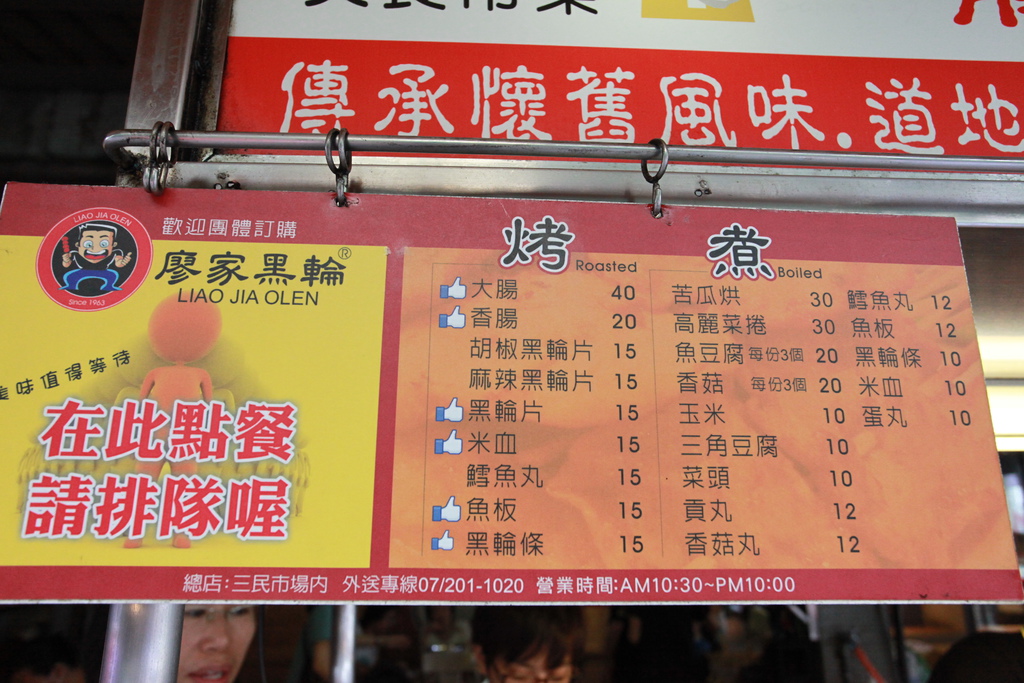 傳承懷舊風味.道地
LIAO JIA OLEN
Since 1963
歡迎團體訂購
廖家黑輪®
LIAO JIA OLEN
味值得等待
在此點餐
請排隊喔
烤 Roasted
大腸 40
香腸 20
胡椒黑輪片 15
麻辣黑輪片 15
黑輪片 15
米血 15
鱈魚丸 15
魚板 15
黑輪條 15
煮 Boiled
苦瓜烘 30
高麗菜捲 30
魚豆腐 每份3個 20
香菇 每份3個 20
玉米 10
三角豆腐 10
菜頭 10
貢丸 12
香菇丸 12
鱈魚丸 12
魚板 12
黑輪條 10
米血 10
蛋丸 10
總店:三民市場內 外送專線07/201-1020 營業時間:AM10:30~PM10:00